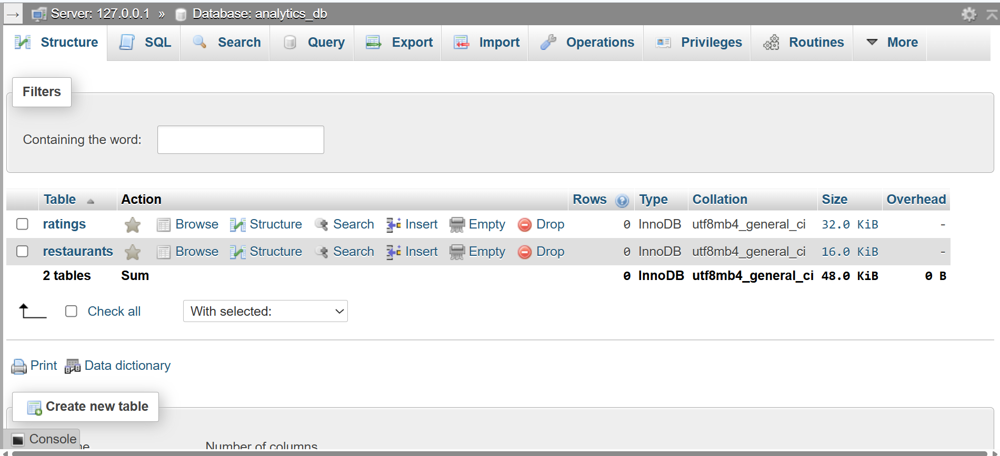 Server: 127.0.0.1 » Database: analytics_db
Structure SQL Search Query Export Import Operations Privileges Routines More
Filters
Containing the word:
Table Action Rows Type Collation Size Overhead
ratings Browse Structure Search Insert Empty Drop 0 InnoDB utf8mb4_general_ci 32.0 KiB -
restaurants Browse Structure Search Insert Empty Drop 0 InnoDB utf8mb4_general_ci 16.0 KiB -
2 tables Sum 0 InnoDB utf8mb4_general_ci 48.0 KiB 0 B
Check all With selected:
Print Data dictionary
Create new table
Console
Number of columns